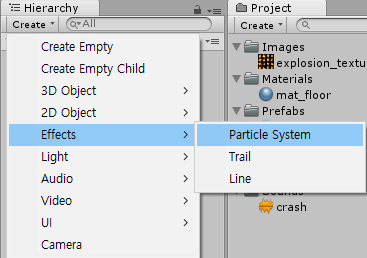 Hierarchy
Create
All
Create Empty
Create Empty Child
3D Object
2D Object
Effects
Light
Audio
Video
UI
Camera
Particle System
Trail
Line
Project
Create
Images
explosion_textu
Materials
mat_floor
Prefabs
crash